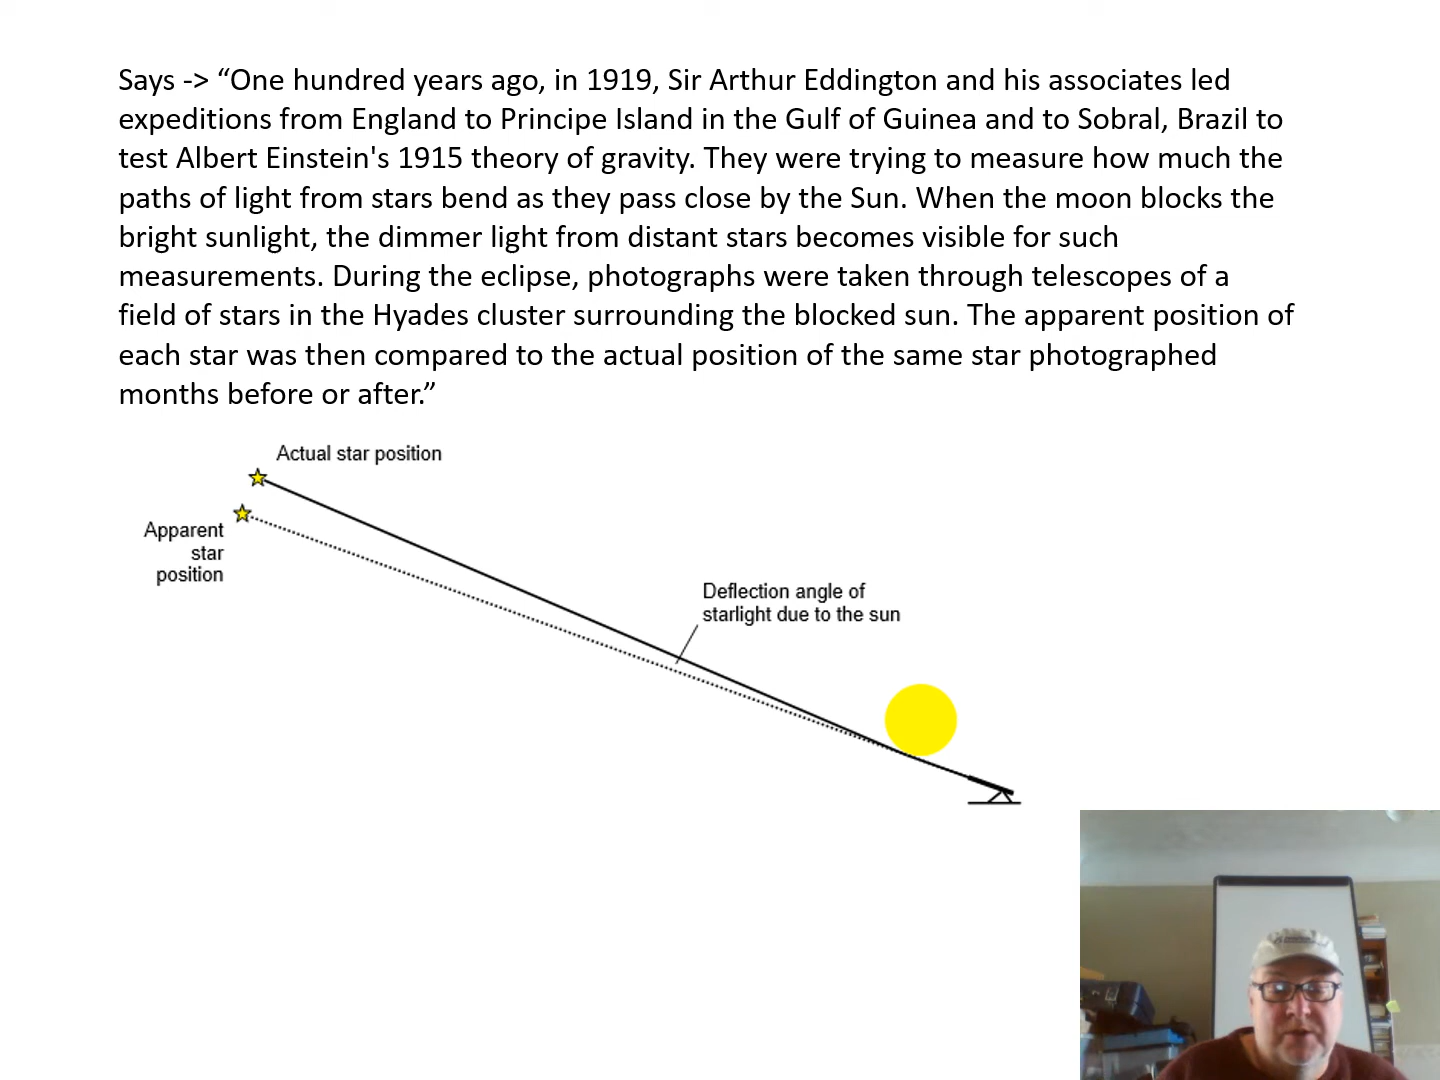 Says -> “One hundred years ago, in 1919, Sir Arthur Eddington and his associates led
expeditions from England to Principe Island in the Gulf of Guinea and to Sobral, Brazil to
test Albert Einstein's 1915 theory of gravity. They were trying to measure how much the
paths of light from stars bend as they pass close by the Sun. When the moon blocks the
bright sunlight, the dimmer light from distant stars becomes visible for such
measurements. During the eclipse, photographs were taken through telescopes of a
field of stars in the Hyades cluster surrounding the blocked sun. The apparent position of
each star was then compared to the actual position of the same star photographed
months before or after.”
Actual star position
Apparent
star
position
Deflection angle of
starlight due to the sun